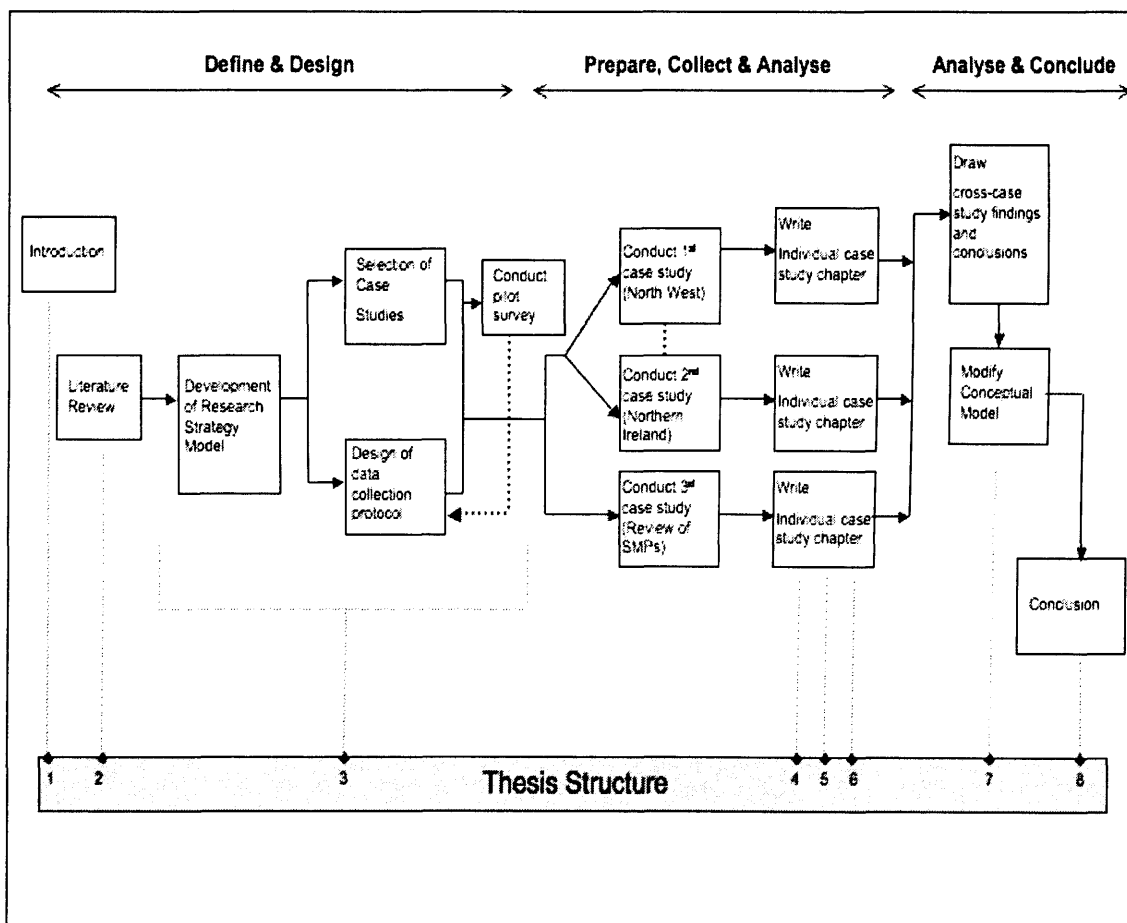 Define & Design
Prepare, Collect & Analyse
Analyse & Conclude
Introduction
Literature
Review
Development
of Research
Strategy
Model
Selection of
Case
Studies
Design of
data
collection
protocol
Conduct
pilot
survey
Conduct 1st
case study
(North West)
Conduct 2nd
case study
(Northern
Ireland)
Conduct 3rd
case study
(Review of
SMPs)
Write
Individual case
study chapter
Write
Individual case
study chapter
Write
Individual case
study chapter
Draw
cross-case
study findings
and
conclusions
Modify
Conceptual
Model
Conclusion
1 2 3 4 5 6 7 8
Thesis Structure